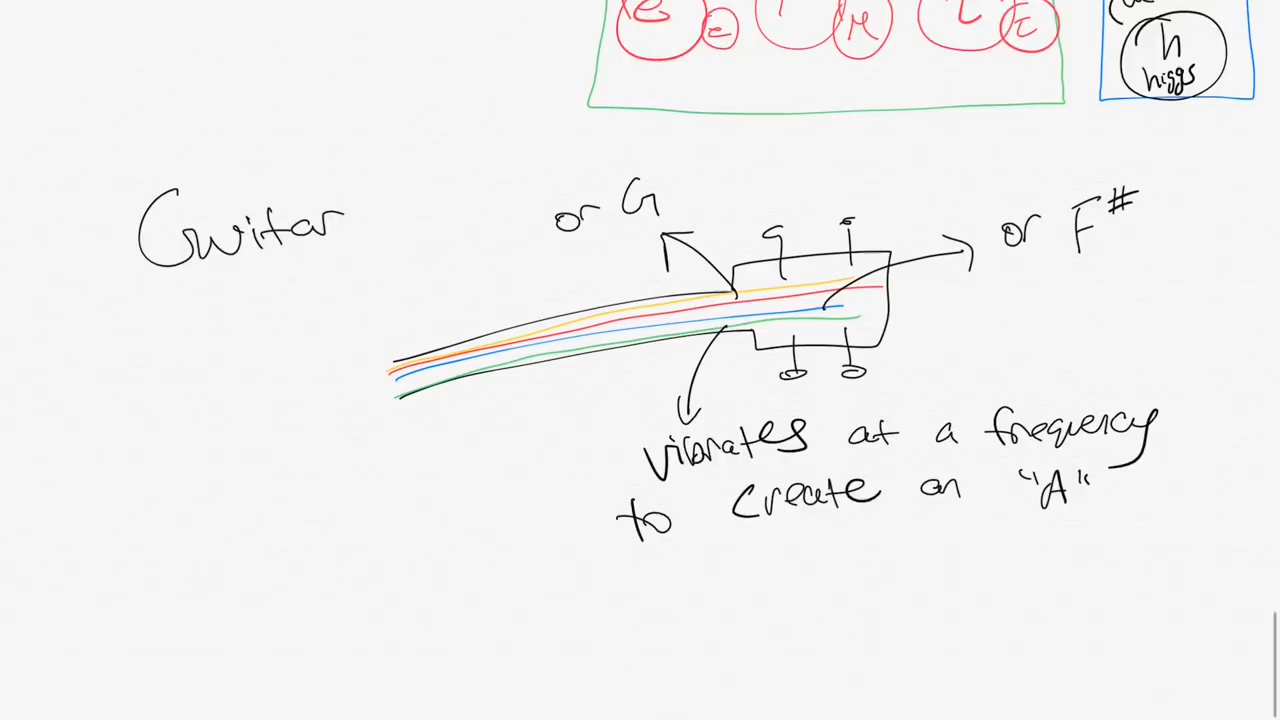 h
higgs
Guitar
or G
or F#
vibrates at a frequency
to create an "A"